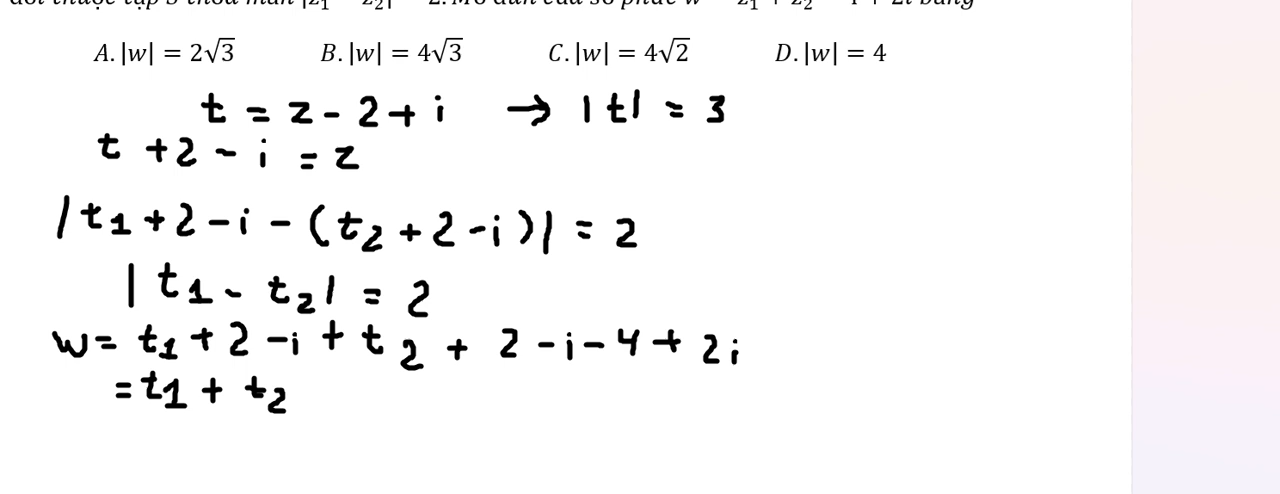 A. |w| = 2√3 B. |w| = 4√3 C. |w| = 4√2 D. |w| = 4
t = z - 2 + i → |t| = 3
t + 2 - i = z
|t₁ + 2 - i - (t₂ + 2 - i)| = 2
|t₁ - t₂| = 2
w = t₁ + 2 - i + t₂ + 2 - i - 4 + 2i
= t₁ + t₂